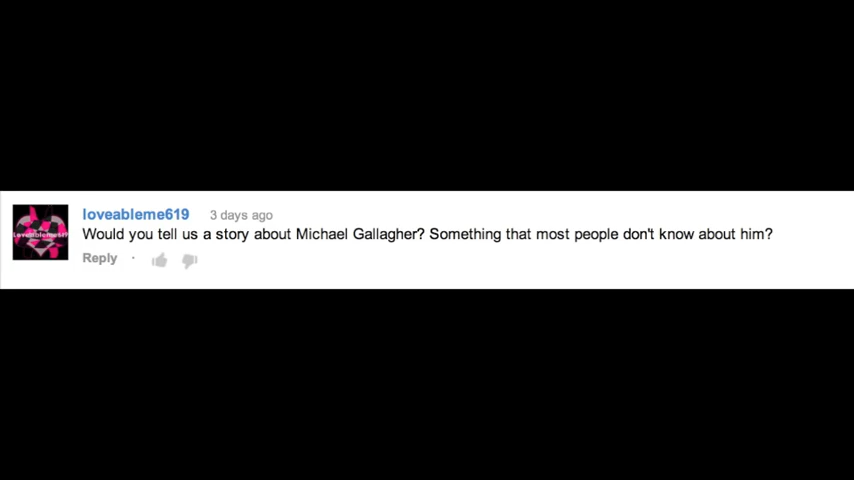 loveableme619 3 days ago
Would you tell us a story about Michael Gallagher? Something that most people don't know about him?
Reply ·